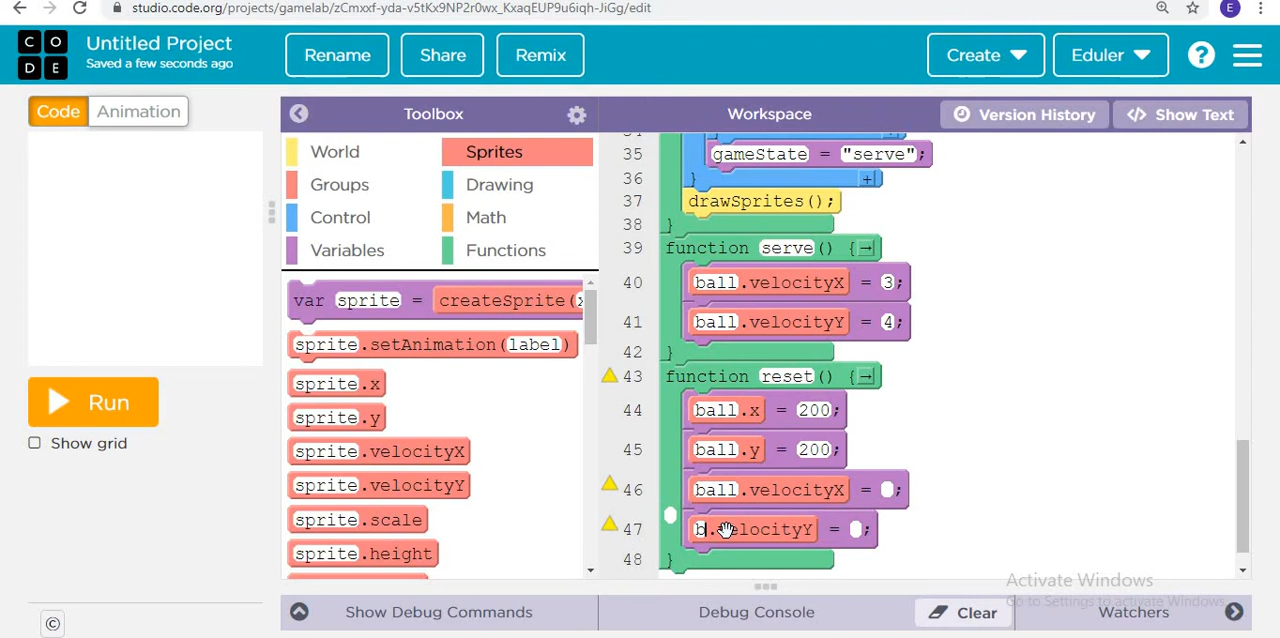 studio.code.org/projects/gamelab/zCmxxf-yda-v5tKx9NP2r0wx_KxaqEUP9u6iqh-JiGg/edit
E
C O D E
Untitled Project
Saved a few seconds ago
Rename
Share
Remix
Create
Eduler
?
Code
Animation
Toolbox
Workspace
Version History
</> Show Text
World
Sprites
Groups
Drawing
Control
Math
Variables
Functions
var sprite = createSprite(x
sprite.setAnimation(label)
sprite.x
sprite.y
sprite.velocityX
sprite.velocityY
sprite.scale
sprite.height
35 gameState = "serve";
36 } +
37 drawSprites();
38 }
39 function serve() {→
40 ball.velocityX = 3;
41 ball.velocityY = 4;
42 }
43 function reset() {→
44 ball.x = 200;
45 ball.y = 200;
46 ball.velocityX = ;
47 b.velocityY = ;
48 }
Run
Show grid
Activate Windows
Go to Settings to activate Windows.
©
Show Debug Commands
Debug Console
Clear
Watchers